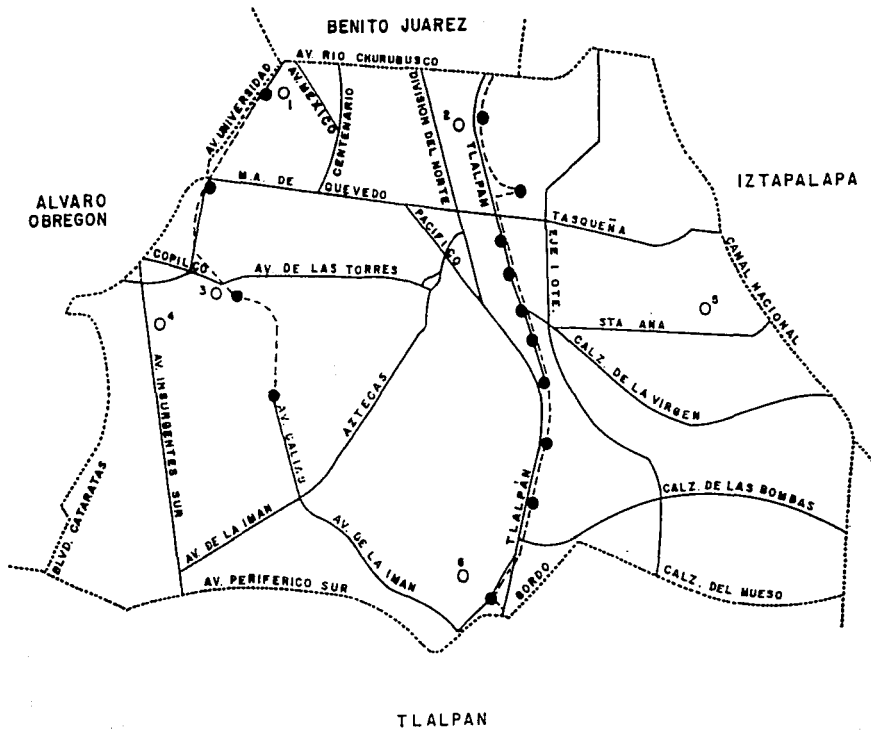 BENITO JUAREZ
AV. RIO CHURUBUSCO
AV. UNIVERSIDAD
AV. MEXICO
1
CENTENARIO
DIVISION DEL NORTE
2
TLALPAN
IZTAPALAPA
ALVARO
OBREGON
M.A. DE QUEVEDO
TASQUEÑA
PACIFICO
EJE I OTE.
CANAL NACIONAL
COPILCO
AV. DE LAS TORRES
3
4
5
STA ANA
CALZ. DE LA VIRGEN
AV. INSURGENTES SUR
AZTECAS
AV.
BLVD. CATARATAS
AV. DE LA IMAN
AV. DE LA IMAN
TLALPAN
CALZ. DE LAS BOMBAS
6
BORDO
AV. PERIFERICO SUR
CALZ. DEL MUESO
TLALPAN